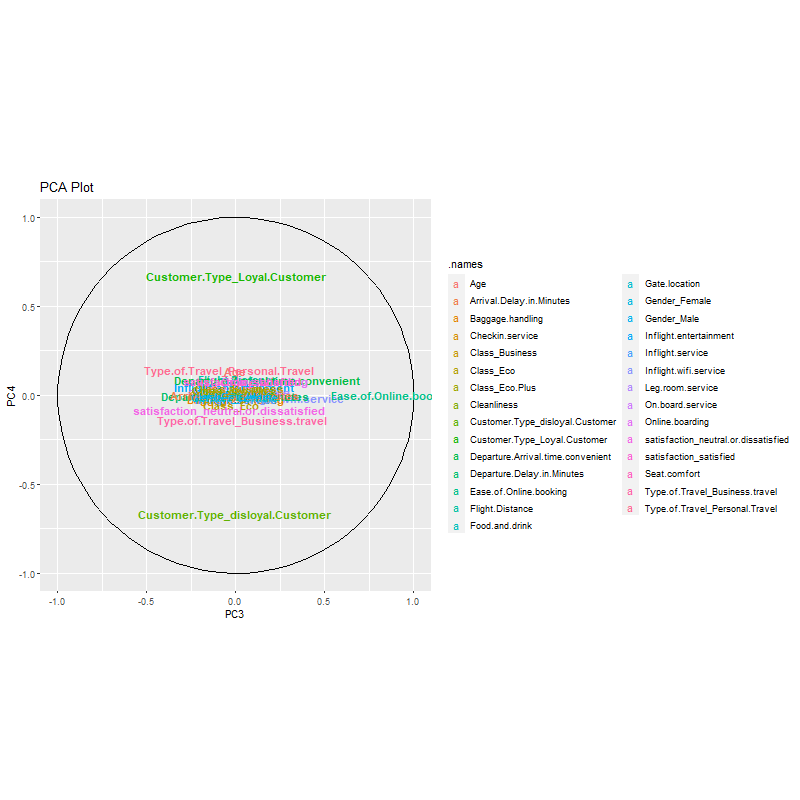 PCA Plot
1.0
Customer.Type_Loyal.Customer
0.5
Type.of.Travel_Personal.Travel
0.0
Ease.of.Online.boo
Class_Eco
satisfaction_neutral.or.dissatisfied
Type.of.Travel_Business.travel
-0.5
Customer.Type_disloyal.Customer
-1.0
-1.0 -0.5 0.0 0.5 1.0
PC3
PC4
.names
a Age
a Arrival.Delay.in.Minutes
a Baggage.handling
a Checkin.service
a Class_Business
a Class_Eco
a Class_Eco.Plus
a Cleanliness
a Customer.Type_disloyal.Customer
a Customer.Type_Loyal.Customer
a Departure.Arrival.time.convenient
a Departure.Delay.in.Minutes
a Ease.of.Online.booking
a Flight.Distance
a Food.and.drink
a Gate.location
a Gender_Female
a Gender_Male
a Inflight.entertainment
a Inflight.service
a Inflight.wifi.service
a Leg.room.service
a On.board.service
a Online.boarding
a satisfaction_neutral.or.dissatisfied
a satisfaction_satisfied
a Seat.comfort
a Type.of.Travel_Business.travel
a Type.of.Travel_Personal.Travel